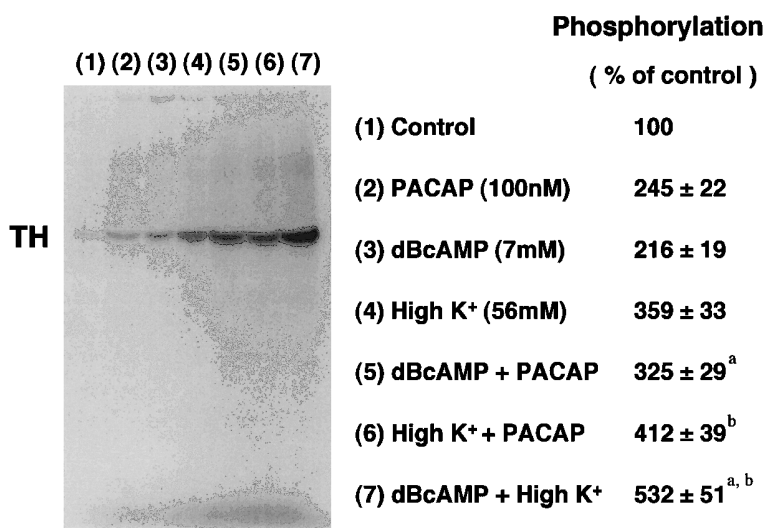 Phosphorylation
(1) (2) (3) (4) (5) (6) (7)
( % of control )
(1) Control 100
(2) PACAP (100nM) 245 ± 22
TH
(3) dBcAMP (7mM) 216 ± 19
(4) High K⁺ (56mM) 359 ± 33
(5) dBcAMP + PACAP 325 ± 29ᵃ
(6) High K⁺ + PACAP 412 ± 39ᵇ
(7) dBcAMP + High K⁺ 532 ± 51ᵃ, ᵇ